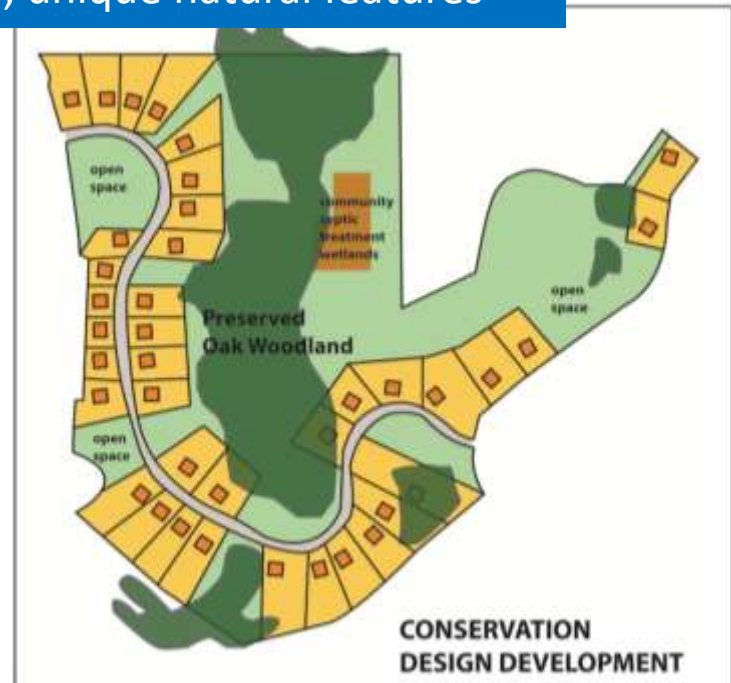 , unique natural features
open
space
community
septic
treatment
wetlands
open
space
Preserved
Oak Woodland
open
space
CONSERVATION
DESIGN DEVELOPMENT